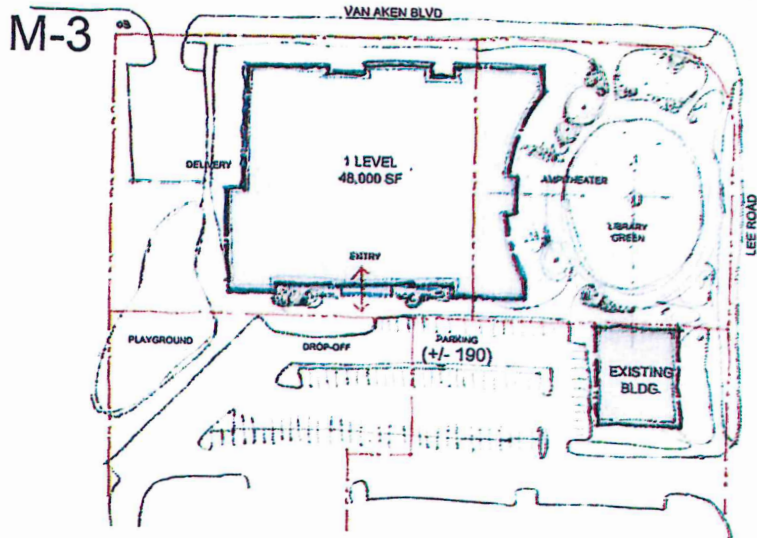 M-3
VAN AKEN BLVD
DELIVERY
1 LEVEL
48,000 SF
AMPITHEATER
LIBRARY
GREEN
LEE ROAD
ENTRY
PLAYGROUND
DROP-OFF
PARKING
(+/- 190)
EXISTING
BLDG.